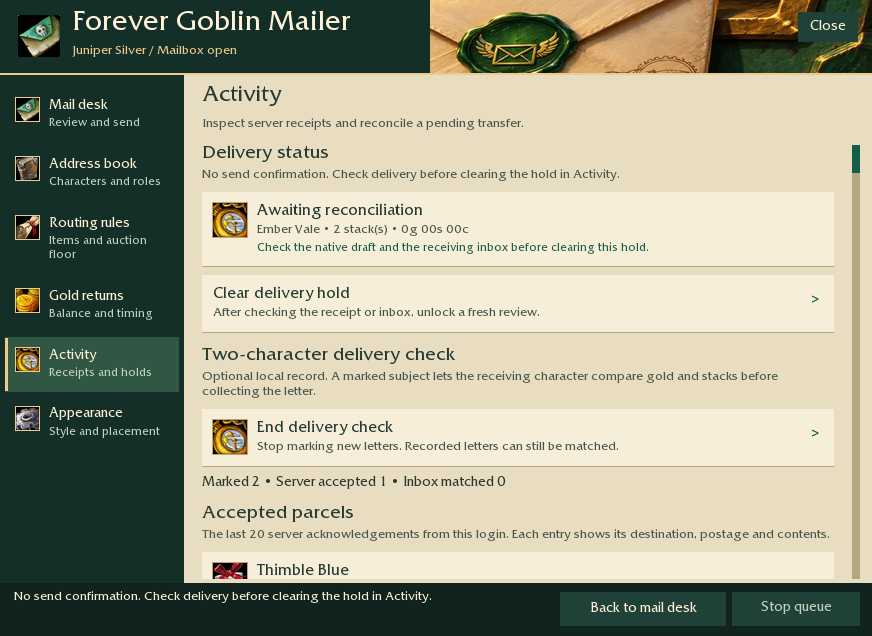 Forever Goblin Mailer
Juniper Silver / Mailbox open
Close
Mail desk
Review and send
Address book
Characters and roles
Routing rules
Items and auction
floor
Gold returns
Balance and timing
Activity
Receipts and holds
Appearance
Style and placement
Activity
Inspect server receipts and reconcile a pending transfer.
Delivery status
No send confirmation. Check delivery before clearing the hold in Activity.
Awaiting reconciliation
Ember Vale • 2 stack(s) • 0g 00s 00c
Check the native draft and the receiving inbox before clearing this hold.
Clear delivery hold
After checking the receipt or inbox, unlock a fresh review.
>
Two-character delivery check
Optional local record. A marked subject lets the receiving character compare gold and stacks before
collecting the letter.
End delivery check
Stop marking new letters. Recorded letters can still be matched.
>
Marked 2 • Server accepted 1 • Inbox matched 0
Accepted parcels
The last 20 server acknowledgements from this login. Each entry shows its destination, postage and contents.
Thimble Blue
No send confirmation. Check delivery before clearing the hold in Activity.
Back to mail desk
Stop queue